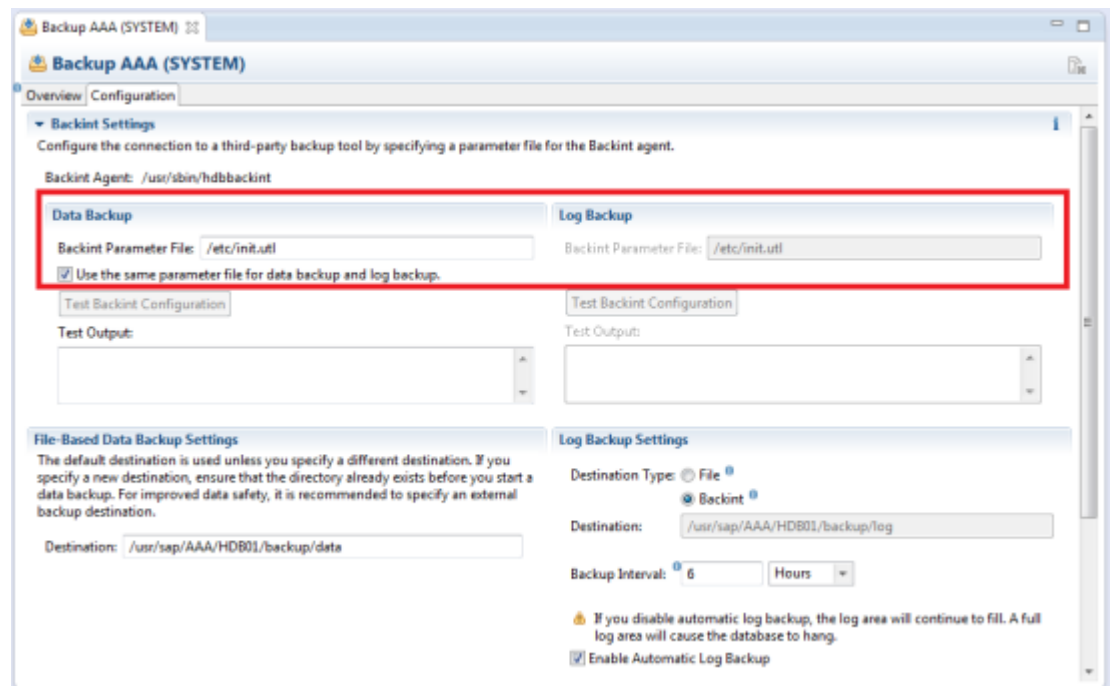 Backup AAA (SYSTEM)
Backup AAA (SYSTEM)
Overview Configuration
Backint Settings
Configure the connection to a third-party backup tool by specifying a parameter file for the Backint agent.
Backint Agent: /usr/sbin/hdbbackint
Data Backup
Backint Parameter File: /etc/init.utl
Use the same parameter file for data backup and log backup.
Test Backint Configuration
Test Output:
Log Backup
Backint Parameter File: /etc/init.utl
Test Backint Configuration
Test Output:
File-Based Data Backup Settings
The default destination is used unless you specify a different destination. If you
specify a new destination, ensure that the directory already exists before you start a
data backup. For improved data safety, it is recommended to specify an external
backup destination.
Destination: /usr/sap/AAA/HDB01/backup/data
Log Backup Settings
Destination Type: File
Backint
Destination: /usr/sap/AAA/HDB01/backup/log
Backup Interval: 6 Hours
If you disable automatic log backup, the log area will continue to fill. A full
log area will cause the database to hang.
Enable Automatic Log Backup